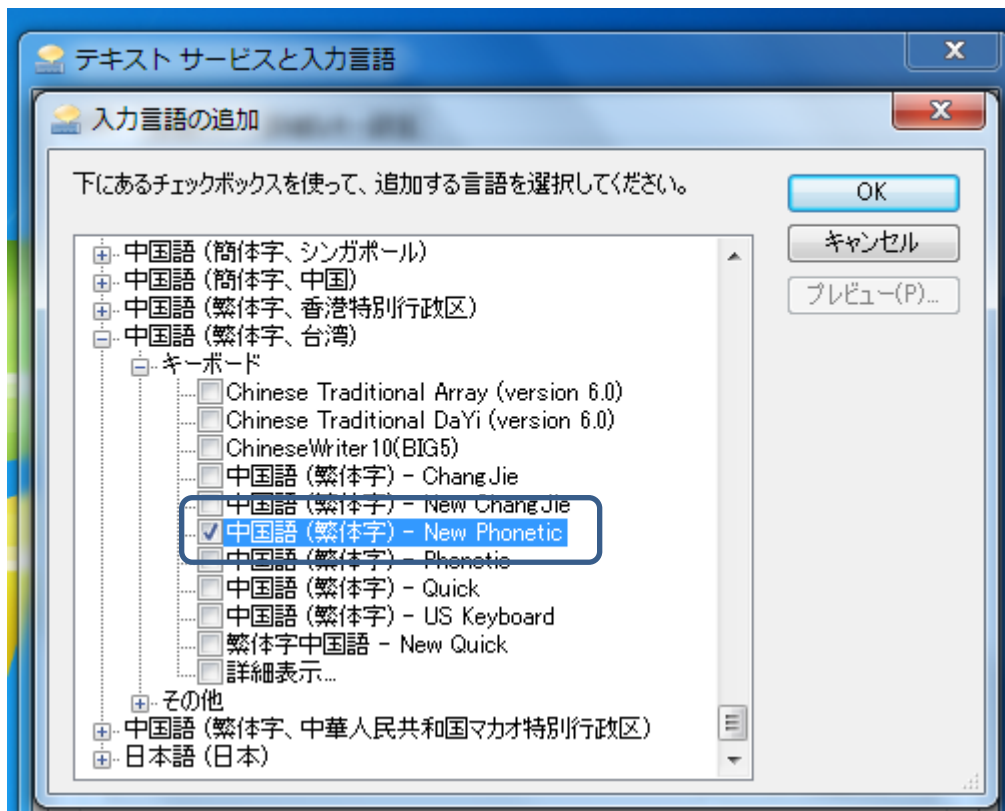 テキスト サービスと入力言語
入力言語の追加
下にあるチェックボックスを使って、追加する言語を選択してください。
OK
キャンセル
プレビュー(P)...
中国語 (簡体字、シンガポール)
中国語 (簡体字、中国)
中国語 (繁体字、香港特別行政区)
中国語 (繁体字、台湾)
キーボード
Chinese Traditional Array (version 6.0)
Chinese Traditional DaYi (version 6.0)
ChineseWriter10(BIG5)
中国語 (繁体字) - ChangJie
中国語 (繁体字) - New ChangJie
中国語 (繁体字) - New Phonetic
中国語 (繁体字) - Phonetic
中国語 (繁体字) - Quick
中国語 (繁体字) - US Keyboard
繁体字中国語 - New Quick
詳細表示...
その他
中国語 (繁体字、中華人民共和国マカオ特別行政区)
日本語 (日本)